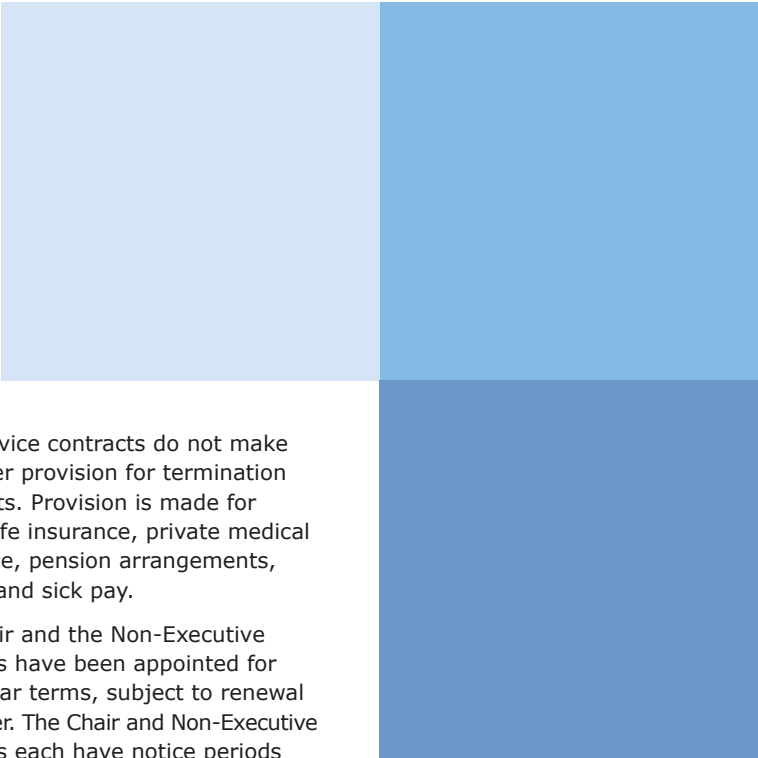 vice contracts do not make
er provision for termination
ts. Provision is made for
fe insurance, private medical
e, pension arrangements,
and sick pay.
ir and the Non-Executive
s have been appointed for
ar terms, subject to renewal
er. The Chair and Non-Executive
s each have notice periods